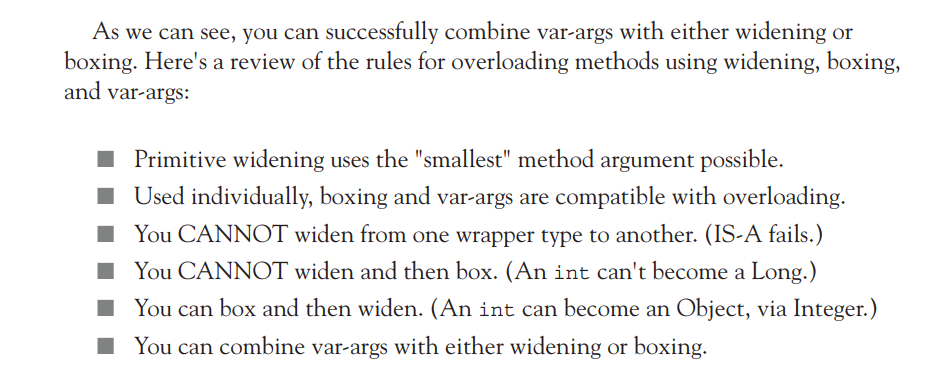 As we can see, you can successfully combine var-args with either widening or
boxing. Here's a review of the rules for overloading methods using widening, boxing,
and var-args:
■ Primitive widening uses the "smallest" method argument possible.
■ Used individually, boxing and var-args are compatible with overloading.
■ You CANNOT widen from one wrapper type to another. (IS-A fails.)
■ You CANNOT widen and then box. (An int can't become a Long.)
■ You can box and then widen. (An int can become an Object, via Integer.)
■ You can combine var-args with either widening or boxing.